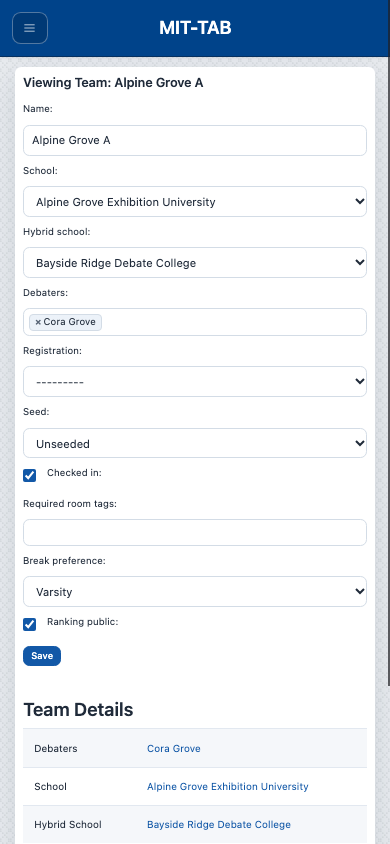 MIT-TAB
Viewing Team: Alpine Grove A
Name:
Alpine Grove A
School:
Alpine Grove Exhibition University
Hybrid school:
Bayside Ridge Debate College
Debaters:
× Cora Grove
Registration:
---------
Seed:
Unseeded
Checked in:
Required room tags:
Break preference:
Varsity
Ranking public:
Save
Team Details
Debaters Cora Grove
School Alpine Grove Exhibition University
Hybrid School Bayside Ridge Debate College